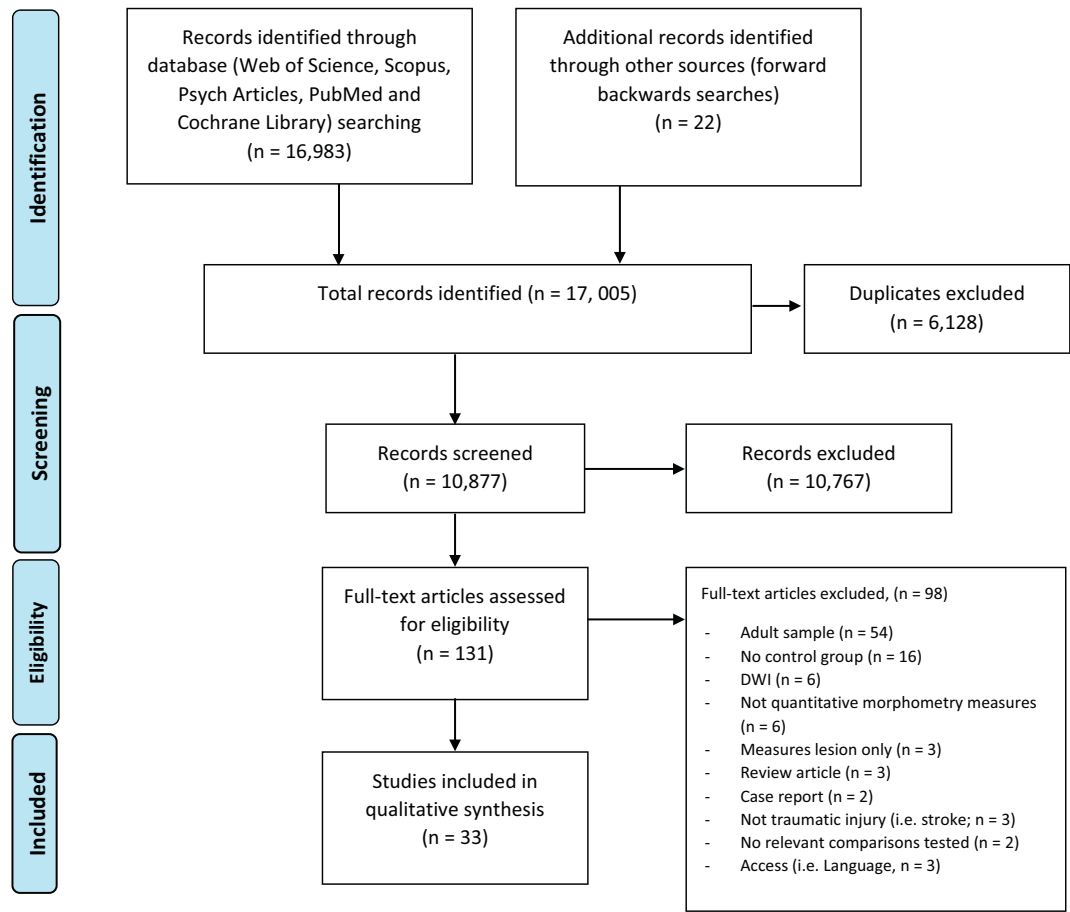 Identification
Records identified through
database (Web of Science, Scopus,
Psych Articles, PubMed and
Cochrane Library) searching
(n = 16,983)
Additional records identified
through other sources (forward
backwards searches)
(n = 22)
Total records identified (n = 17, 005)
Duplicates excluded
(n = 6,128)
Screening
Records screened
(n = 10,877)
Records excluded
(n = 10,767)
Eligibility
Full-text articles assessed
for eligibility
(n = 131)
Full-text articles excluded, (n = 98)
- Adult sample (n = 54)
- No control group (n = 16)
- DWI (n = 6)
- Not quantitative morphometry measures
(n = 6)
- Measures lesion only (n = 3)
- Review article (n = 3)
- Case report (n = 2)
- Not traumatic injury (i.e. stroke; n = 3)
- No relevant comparisons tested (n = 2)
- Access (i.e. Language, n = 3)
Included
Studies included in
qualitative synthesis
(n = 33)